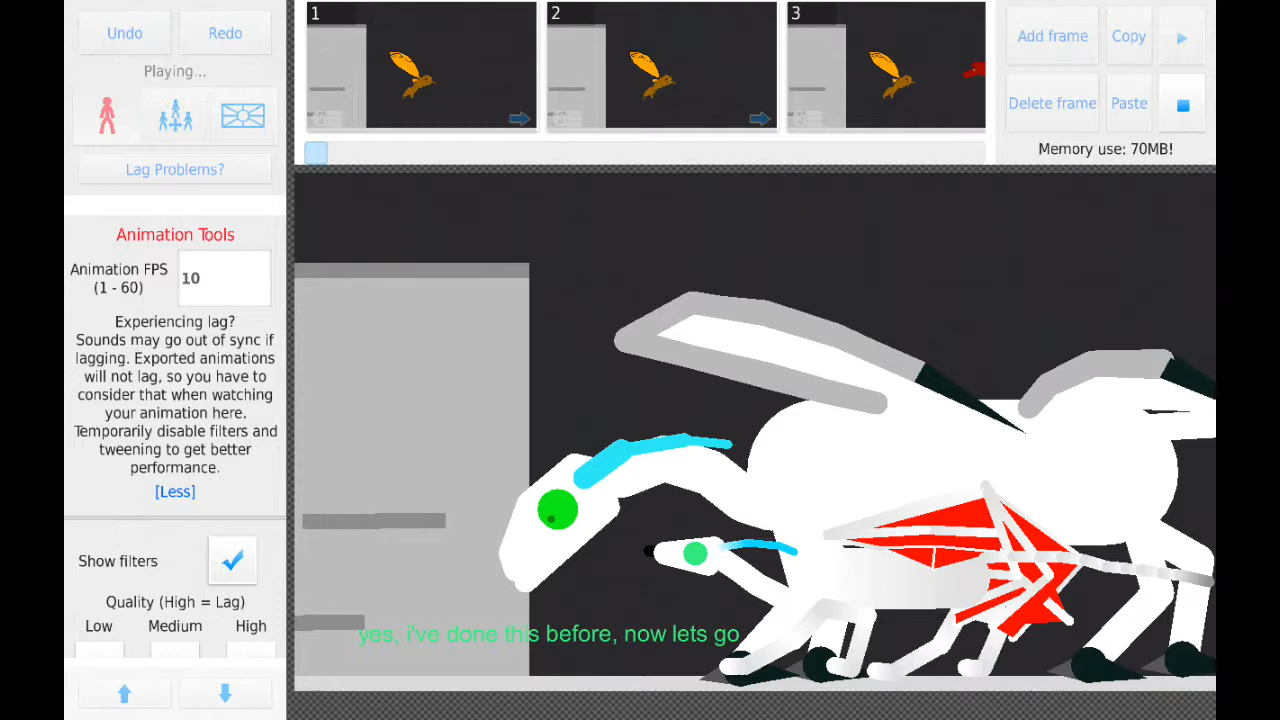 Undo
Redo
Playing...
Lag Problems?
Animation Tools
Animation FPS
(1 - 60)
10
Experiencing lag?
Sounds may go out of sync if
lagging. Exported animations
will not lag, so you have to
consider that when watching
your animation here.
Temporarily disable filters and
tweening to get better
performance.
[Less]
Show filters
Quality (High = Lag)
Low
Medium
High
1
2
3
Add frame
Copy
Delete frame
Paste
Memory use: 70MB!
yes, i've done this before, now lets go